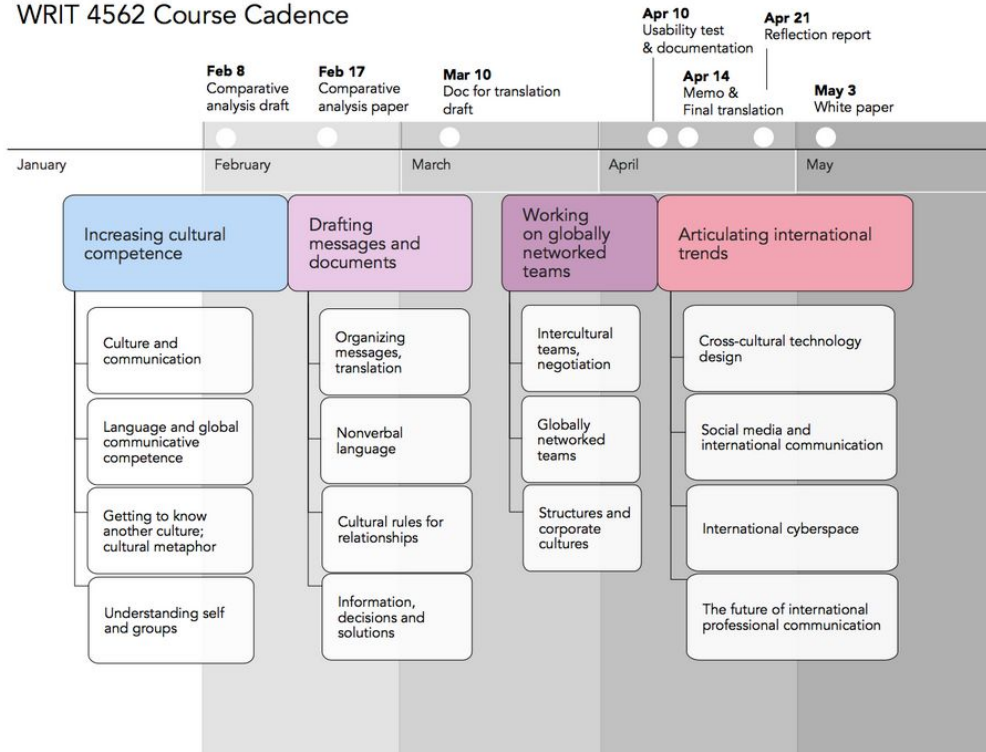 WRIT 4562 Course Cadence
Feb 8
Comparative
analysis draft
Feb 17
Comparative
analysis paper
Mar 10
Doc for translation
draft
Apr 10
Usability test
& documentation
Apr 14
Memo &
Final translation
Apr 21
Reflection report
May 3
White paper
January
February
March
April
May
Increasing cultural
competence
Culture and
communication
Language and global
communicative
competence
Getting to know
another culture;
cultural metaphor
Understanding self
and groups
Drafting
messages and
documents
Organizing
messages,
translation
Nonverbal
language
Cultural rules for
relationships
Information,
decisions and
solutions
Working
on globally
networked
teams
Intercultural
teams,
negotiation
Globally
networked
teams
Structures and
corporate
cultures
Articulating international
trends
Cross-cultural technology
design
Social media and
international communication
International cyberspace
The future of international
professional communication